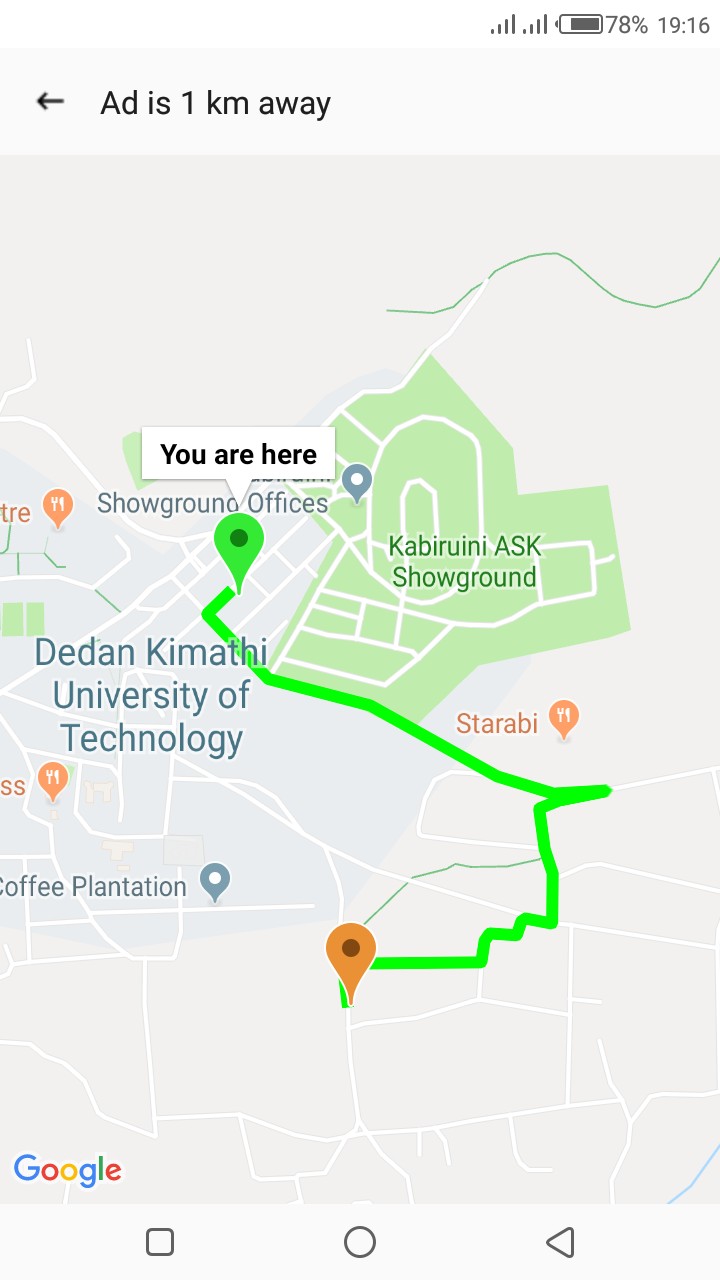 78% 19:16
Ad is 1 km away
You are here
Showground Offices
tre
Kabiruini ASK
Showground
Dedan Kimathi
University of
Technology
Starabi
ss
Coffee Plantation
Google